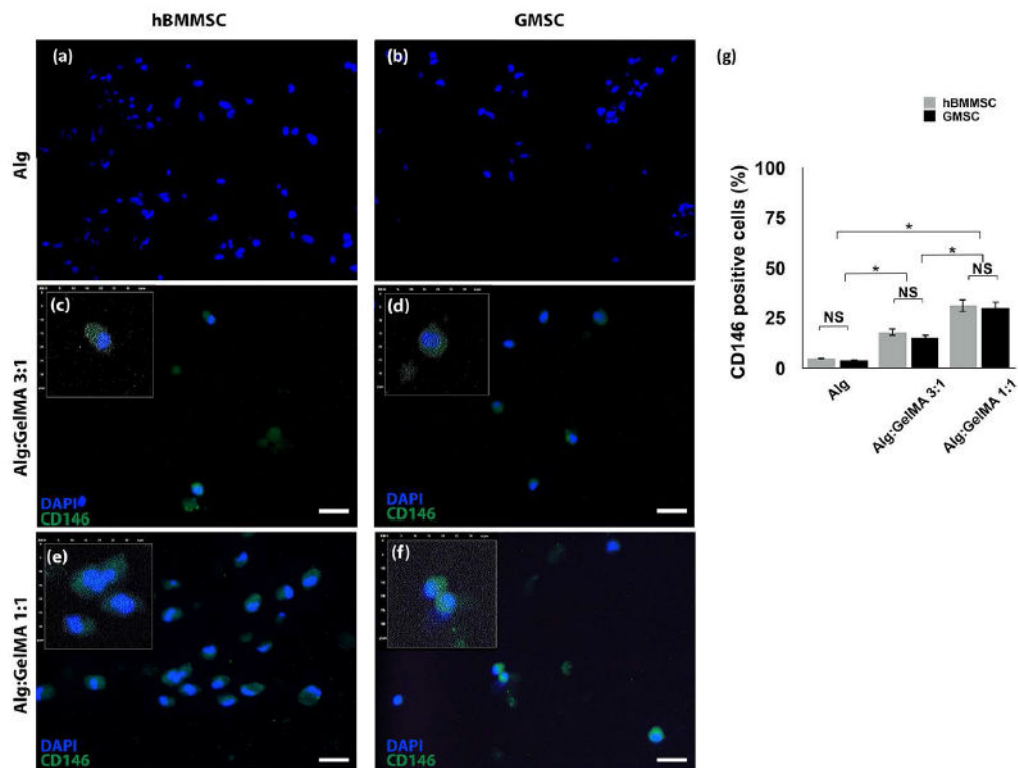 hBMMSC
GMSC
(a)
(b)
(g)
Alg
hBMMSC
GMSC
CD146 positive cells (%)
100
75
50
25
0
*
*
*
NS
NS
NS
Alg
Alg:GelMA 3:1
Alg:GelMA 1:1
(c)
(d)
Alg:GelMA 3:1
DAPI
CD146
DAPI
CD146
(e)
(f)
Alg:GelMA 1:1
DAPI
CD146
DAPI
CD146